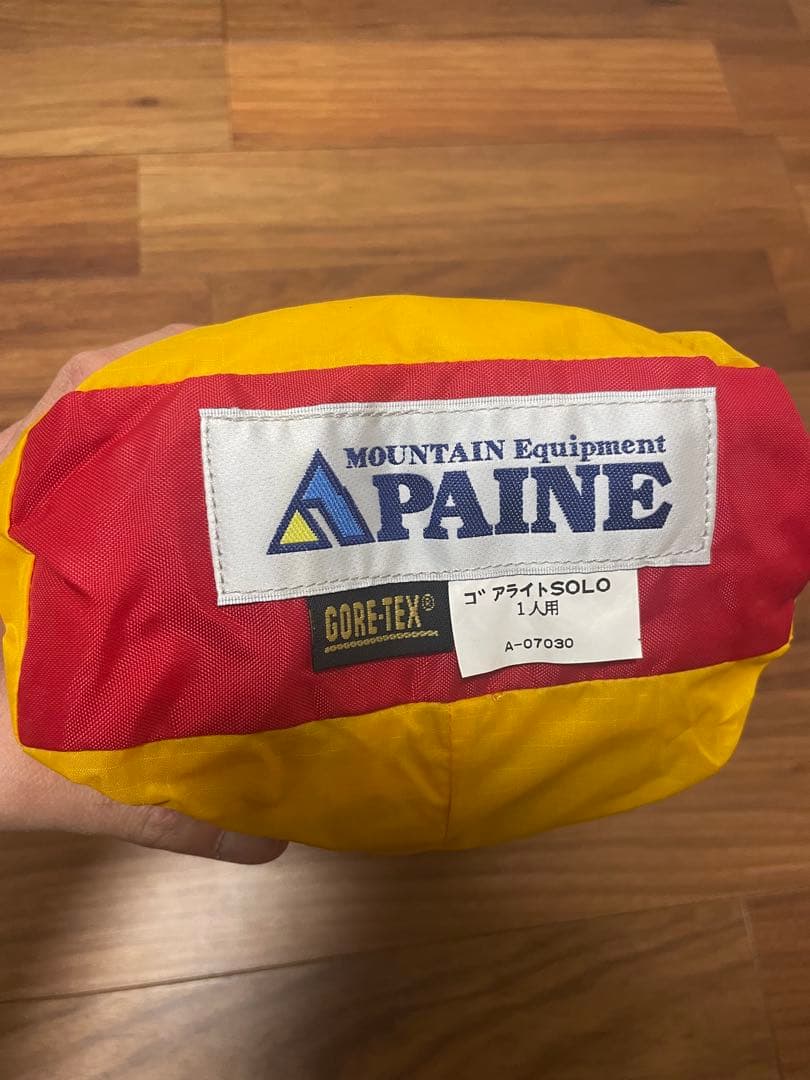 MOUNTAIN Equipment
PAINE
GORE-TEX®
ゴアライトSOLO
1人用
A-07030